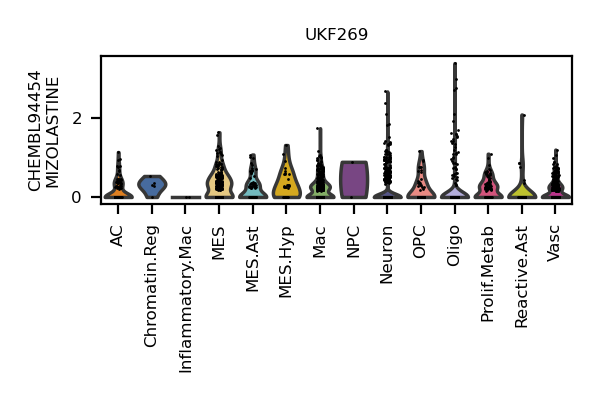 UKF269
CHEMBL94454
MIZOLASTINE
2
0
AC
Chromatin.Reg
Inflammatory.Mac
MES
MES.Ast
MES.Hyp
Mac
NPC
Neuron
OPC
Oligo
Prolif.Metab
Reactive.Ast
Vasc